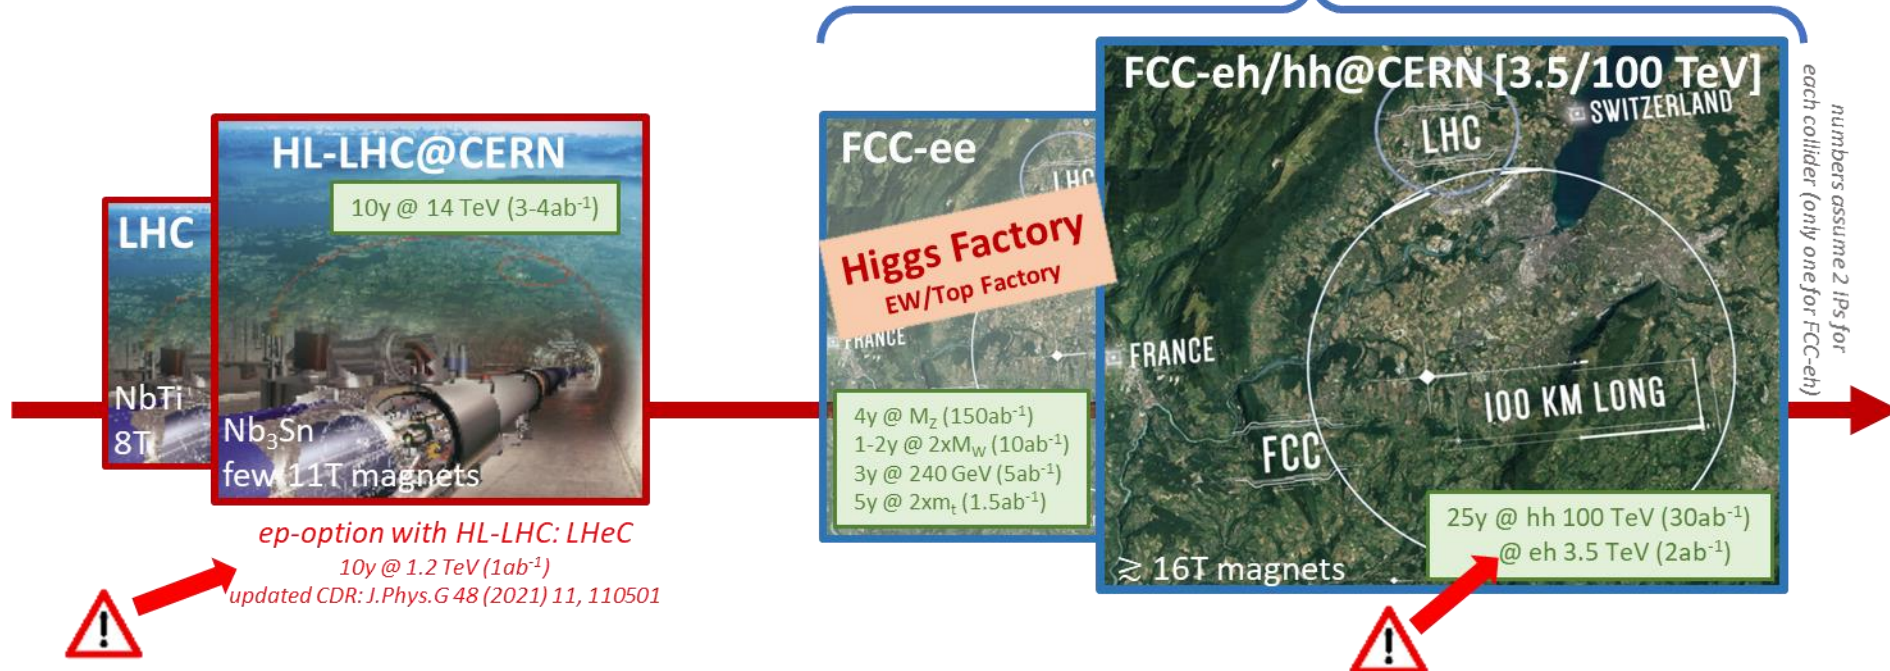 LHC
NbTi
8T
HL-LHC@CERN
10y @ 14 TeV (3-4ab⁻¹)
Nb₃Sn
few 11T magnets
ep-option with HL-LHC: LHeC
10y @ 1.2 TeV (1ab⁻¹)
updated CDR: J.Phys.G 48 (2021) 11, 110501
FCC-ee
LHC
Higgs Factory
EW/Top Factory
FRANCE
4y @ M_Z (150ab⁻¹)
1-2y @ 2xM_W (10ab⁻¹)
3y @ 240 GeV (5ab⁻¹)
5y @ 2xm_t (1.5ab⁻¹)
FCC-eh/hh@CERN [3.5/100 TeV]
LHC
SWITZERLAND
FRANCE
100 KM LONG
FCC
25y @ hh 100 TeV (30ab⁻¹)
@ eh 3.5 TeV (2ab⁻¹)
≳ 16T magnets
numbers assume 2 IPs for
each collider (only one for FCC-eh)
!
!